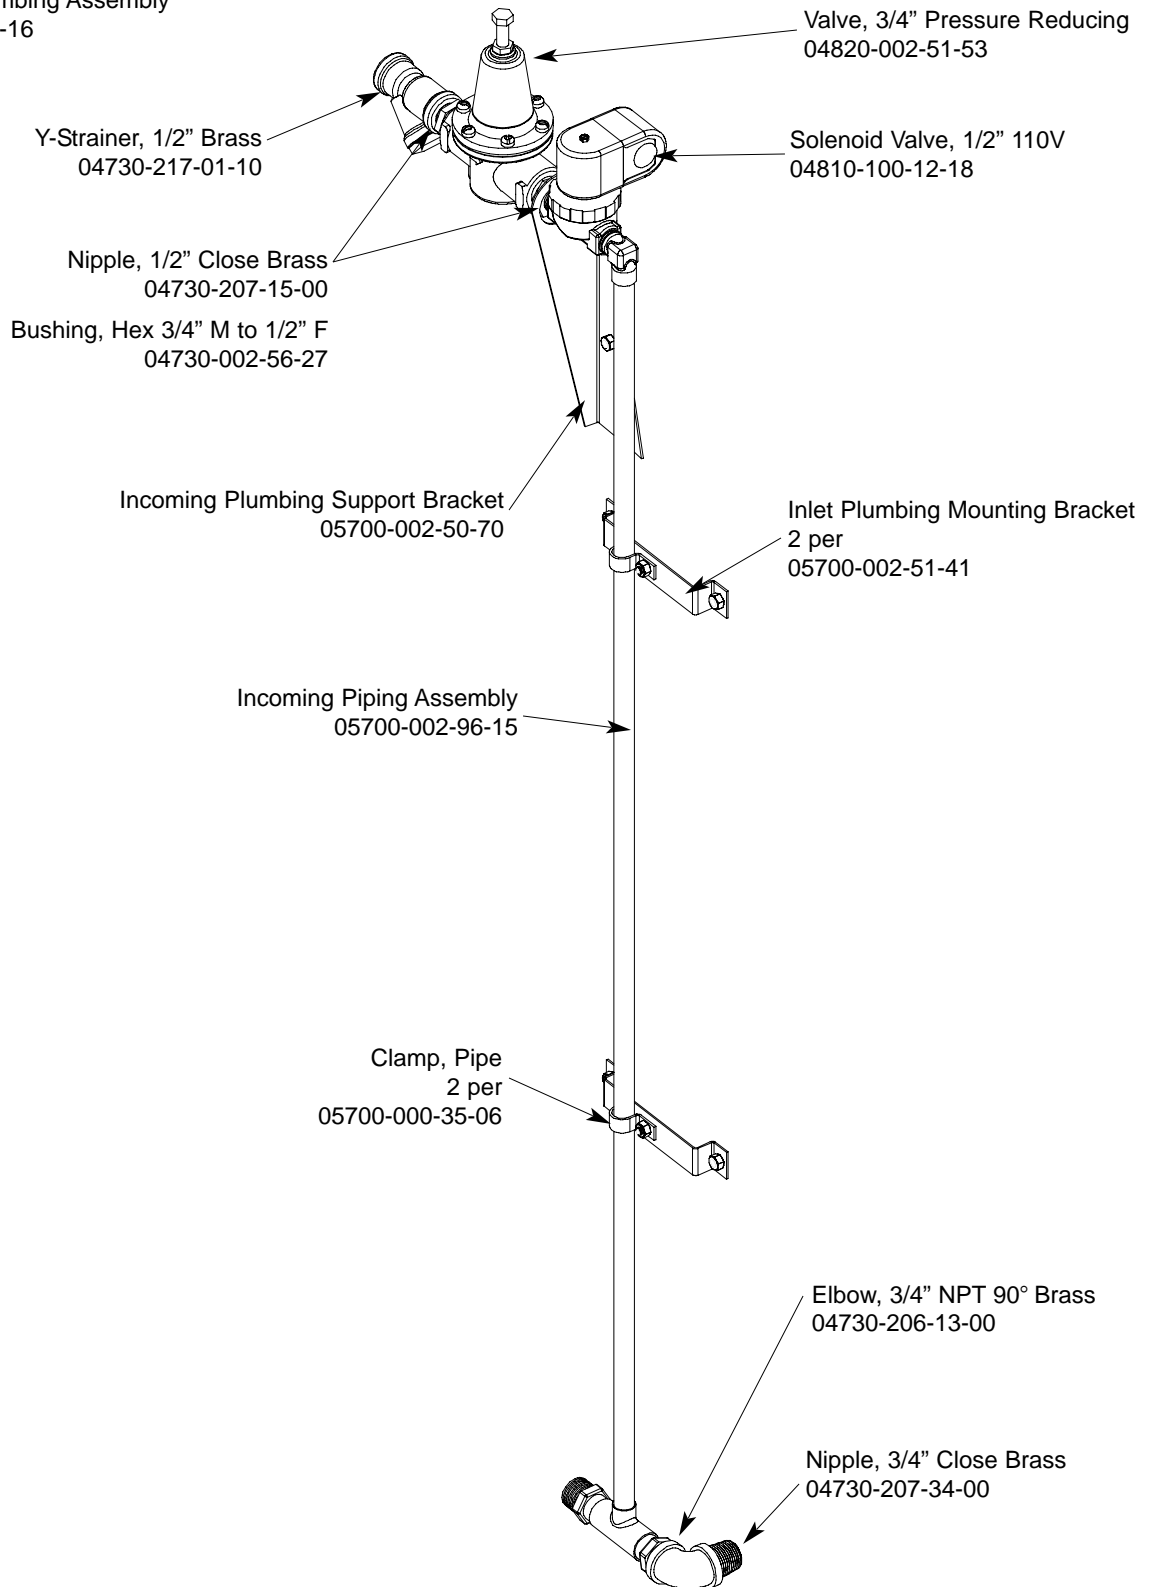 Assembly
-16
Valve, 3/4” Pressure Reducing
04820-002-51-53
Y-Strainer, 1/2” Brass
04730-217-01-10
Solenoid Valve, 1/2” 110V
04810-100-12-18
Nipple, 1/2” Close Brass
04730-207-15-00
Bushing, Hex 3/4” M to 1/2” F
04730-002-56-27
Incoming Plumbing Support Bracket
05700-002-50-70
Inlet Plumbing Mounting Bracket
2 per
05700-002-51-41
Incoming Piping Assembly
05700-002-96-15
Clamp, Pipe
2 per
05700-000-35-06
Elbow, 3/4” NPT 90° Brass
04730-206-13-00
Nipple, 3/4” Close Brass
04730-207-34-00